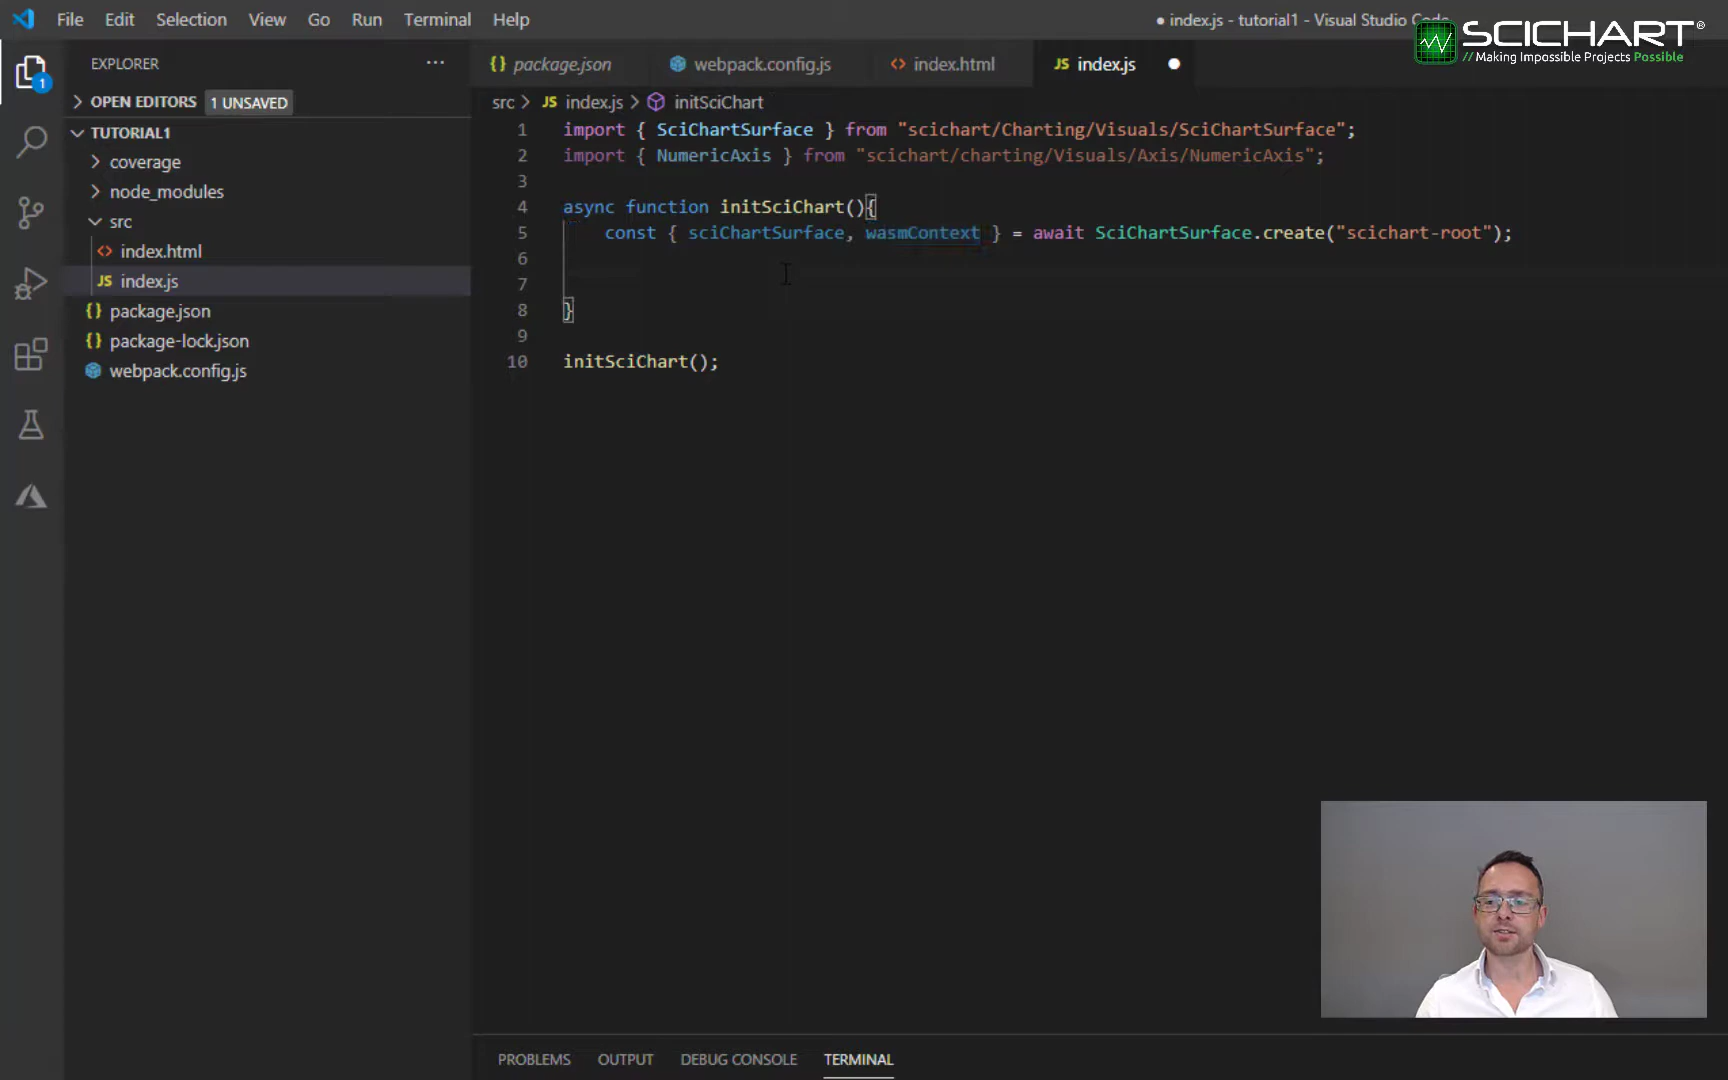 File Edit Selection View Go Run Terminal Help
● index.js - tutorial1 - Visual Studio Code
SCICHART®
// Making Impossible Projects Possible
EXPLORER ···
{} package.json webpack.config.js <> index.html JS index.js ●
1
OPEN EDITORS 1 UNSAVED
src > JS index.js > initSciChart
TUTORIAL1
coverage
node_modules
src
<> index.html
JS index.js
{} package.json
{} package-lock.json
webpack.config.js
1 import { SciChartSurface } from "scichart/Charting/Visuals/SciChartSurface";
2 import { NumericAxis } from "scichart/charting/Visuals/Axis/NumericAxis";
3
4 async function initSciChart(){
5 const { sciChartSurface, wasmContext } = await SciChartSurface.create("scichart-root");
6
7
8 }
9
10 initSciChart();
PROBLEMS OUTPUT DEBUG CONSOLE TERMINAL